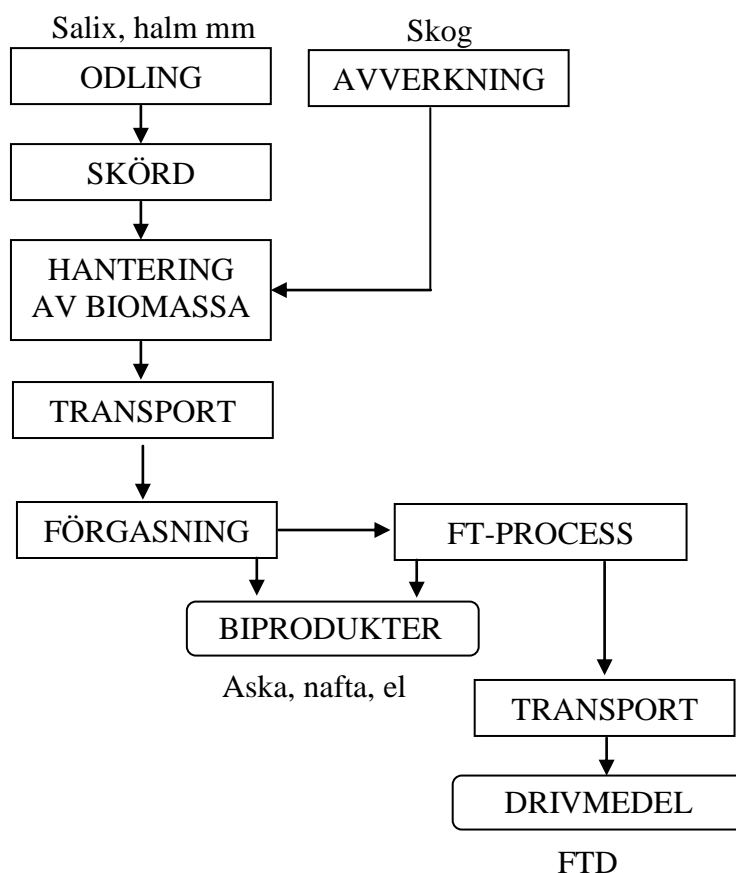 Salix, halm mm
Skog
ODLING
AVVERKNING
SKÖRD
HANTERING
AV BIOMASSA
TRANSPORT
FÖRGASNING
FT-PROCESS
BIPRODUKTER
Aska, nafta, el
TRANSPORT
DRIVMEDEL
FTD